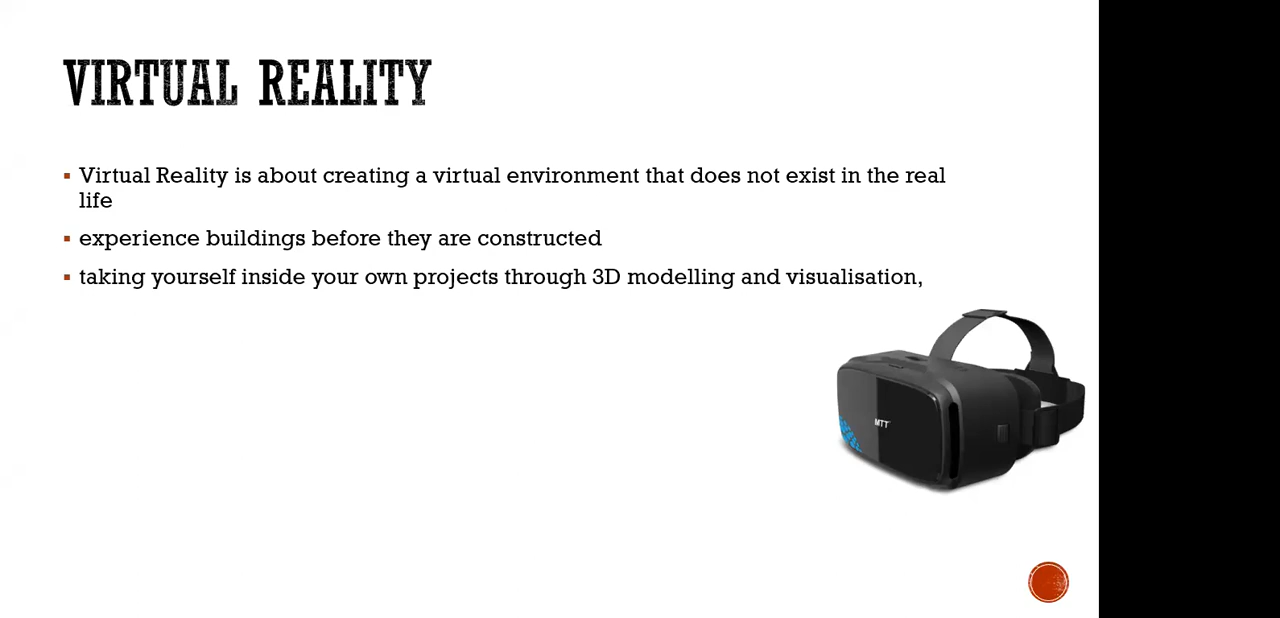 VIRTUAL REALITY
Virtual Reality is about creating a virtual environment that does not exist in the real
life
experience buildings before they are constructed
taking yourself inside your own projects through 3D modelling and visualisation,
MTT